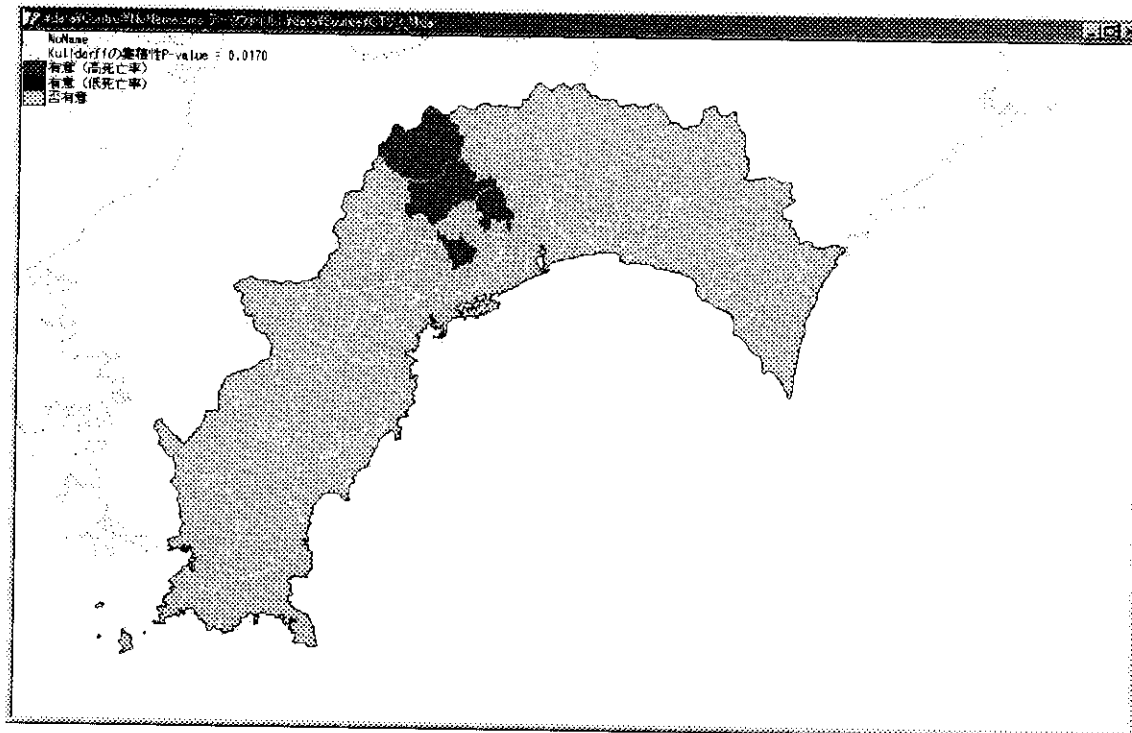 NoName
Kulldorffの集積性P-value = 0.0170
有意（高死亡率）
有意（低死亡率）
否有意